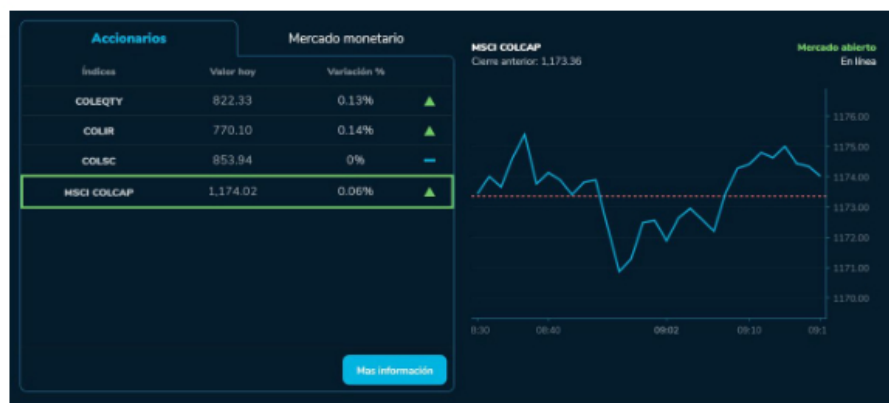 Accionarios
Mercado monetario
Índices Valor hoy Variación %
COLEQTY 822.33 0.13%
COLIR 770.10 0.14%
COLSC 853.94 0%
MSCI COLCAP 1,174.02 0.06%
Mas información
MSCI COLCAP
Cierre anterior: 1,173.36
Mercado abierto
En línea
1176.00
1175.00
1174.00
1173.00
1172.00
1171.00
1170.00
8:30 08:40 09:02 09:10 09:1